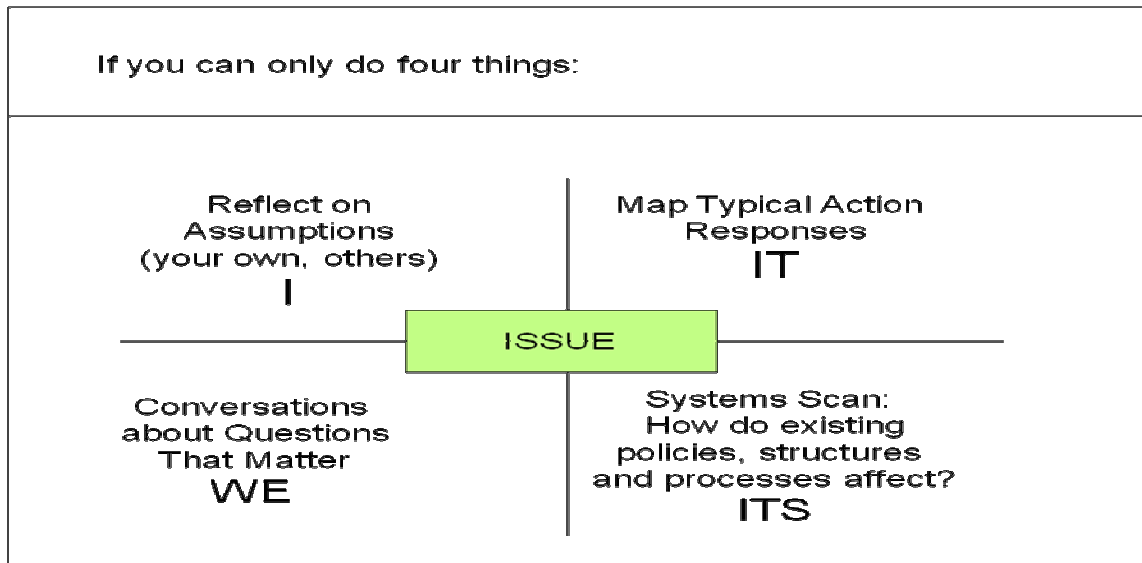 If you can only do four things:
Reflect on
Assumptions
(your own, others)
I
Map Typical Action
Responses
IT
ISSUE
Conversations
about Questions
That Matter
WE
Systems Scan:
How do existing
policies, structures
and processes affect?
ITS